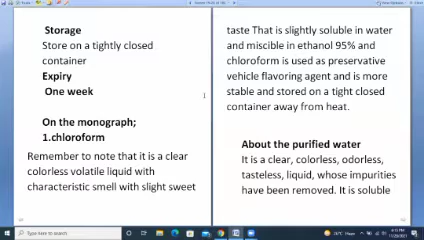 Storage
Store on a tightly closed
container
Expiry
One week
On the monograph;
1.chloroform
Remember to note that it is a clear
colorless volatile liquid with
characteristic smell with slight sweet
taste That is slightly soluble in water
and miscible in ethanol 95% and
chloroform is used as preservative
vehicle flavoring agent and is more
stable and stored on a tight closed
container away from heat.
About the purified water
It is a clear, colorless, odorless,
tasteless, liquid, whose impurities
have been removed. It is soluble
Type here to search